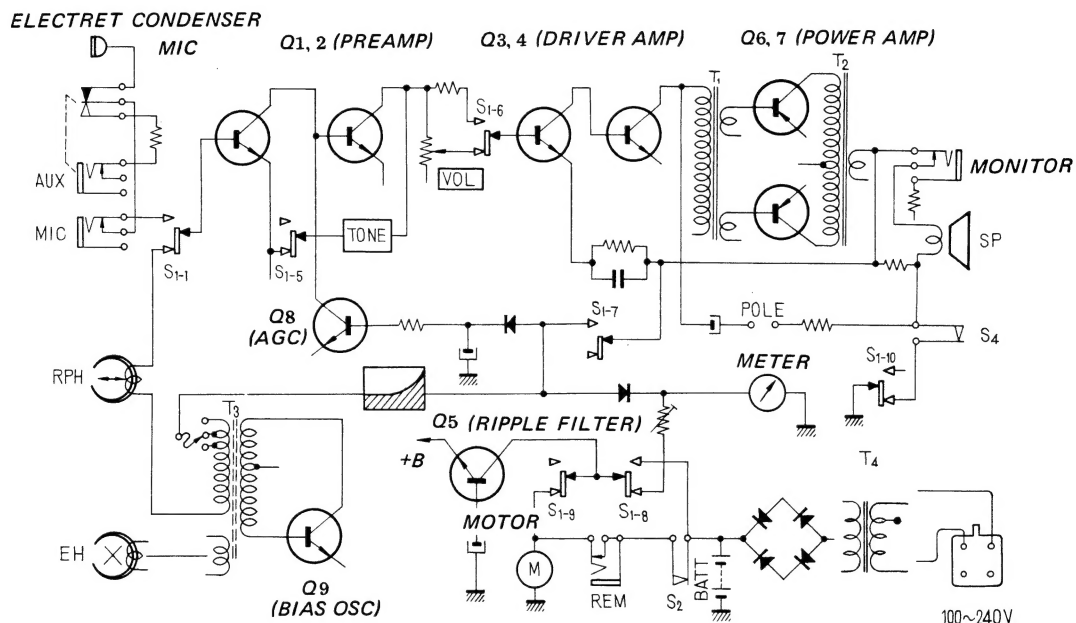 ELECTRET CONDENSER
MIC
Q1, 2 (PREAMP)
Q3, 4 (DRIVER AMP)
Q6, 7 (POWER AMP)
T1
T2
S1-6
VOL
AUX
MIC
MONITOR
TONE
S1-1
S1-5
SP
Q8
(AGC)
S1-7
POLE
S4
RPH
METER
S1-10
T3
Q5 (RIPPLE FILTER)
+B
T4
S1-9
S1-8
MOTOR
EH
M
REM
S2
BATT
Q9
(BIAS OSC)
100~240V